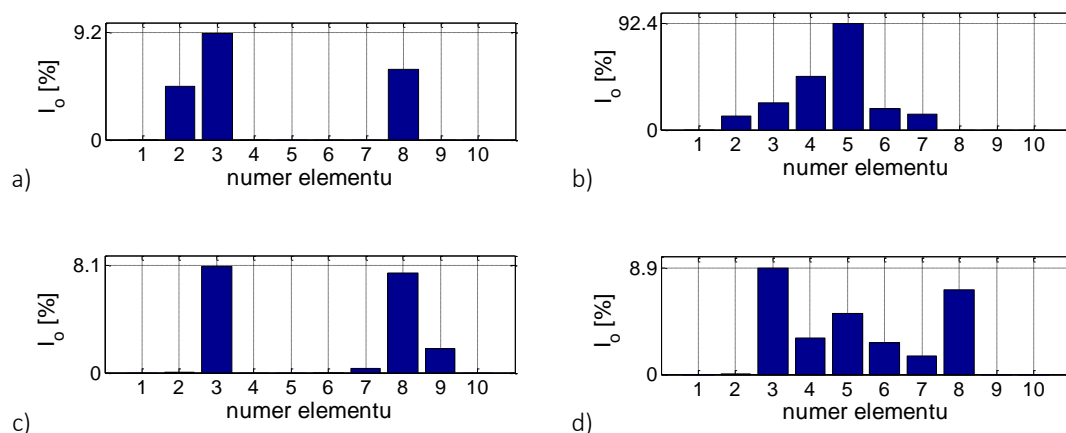 9.2
I_o [%]
0
1 2 3 4 5 6 7 8 9 10
numer elementu
a)
92.4
I_o [%]
0
1 2 3 4 5 6 7 8 9 10
numer elementu
b)
8.1
I_o [%]
0
1 2 3 4 5 6 7 8 9 10
numer elementu
c)
8.9
I_o [%]
0
1 2 3 4 5 6 7 8 9 10
numer elementu
d)